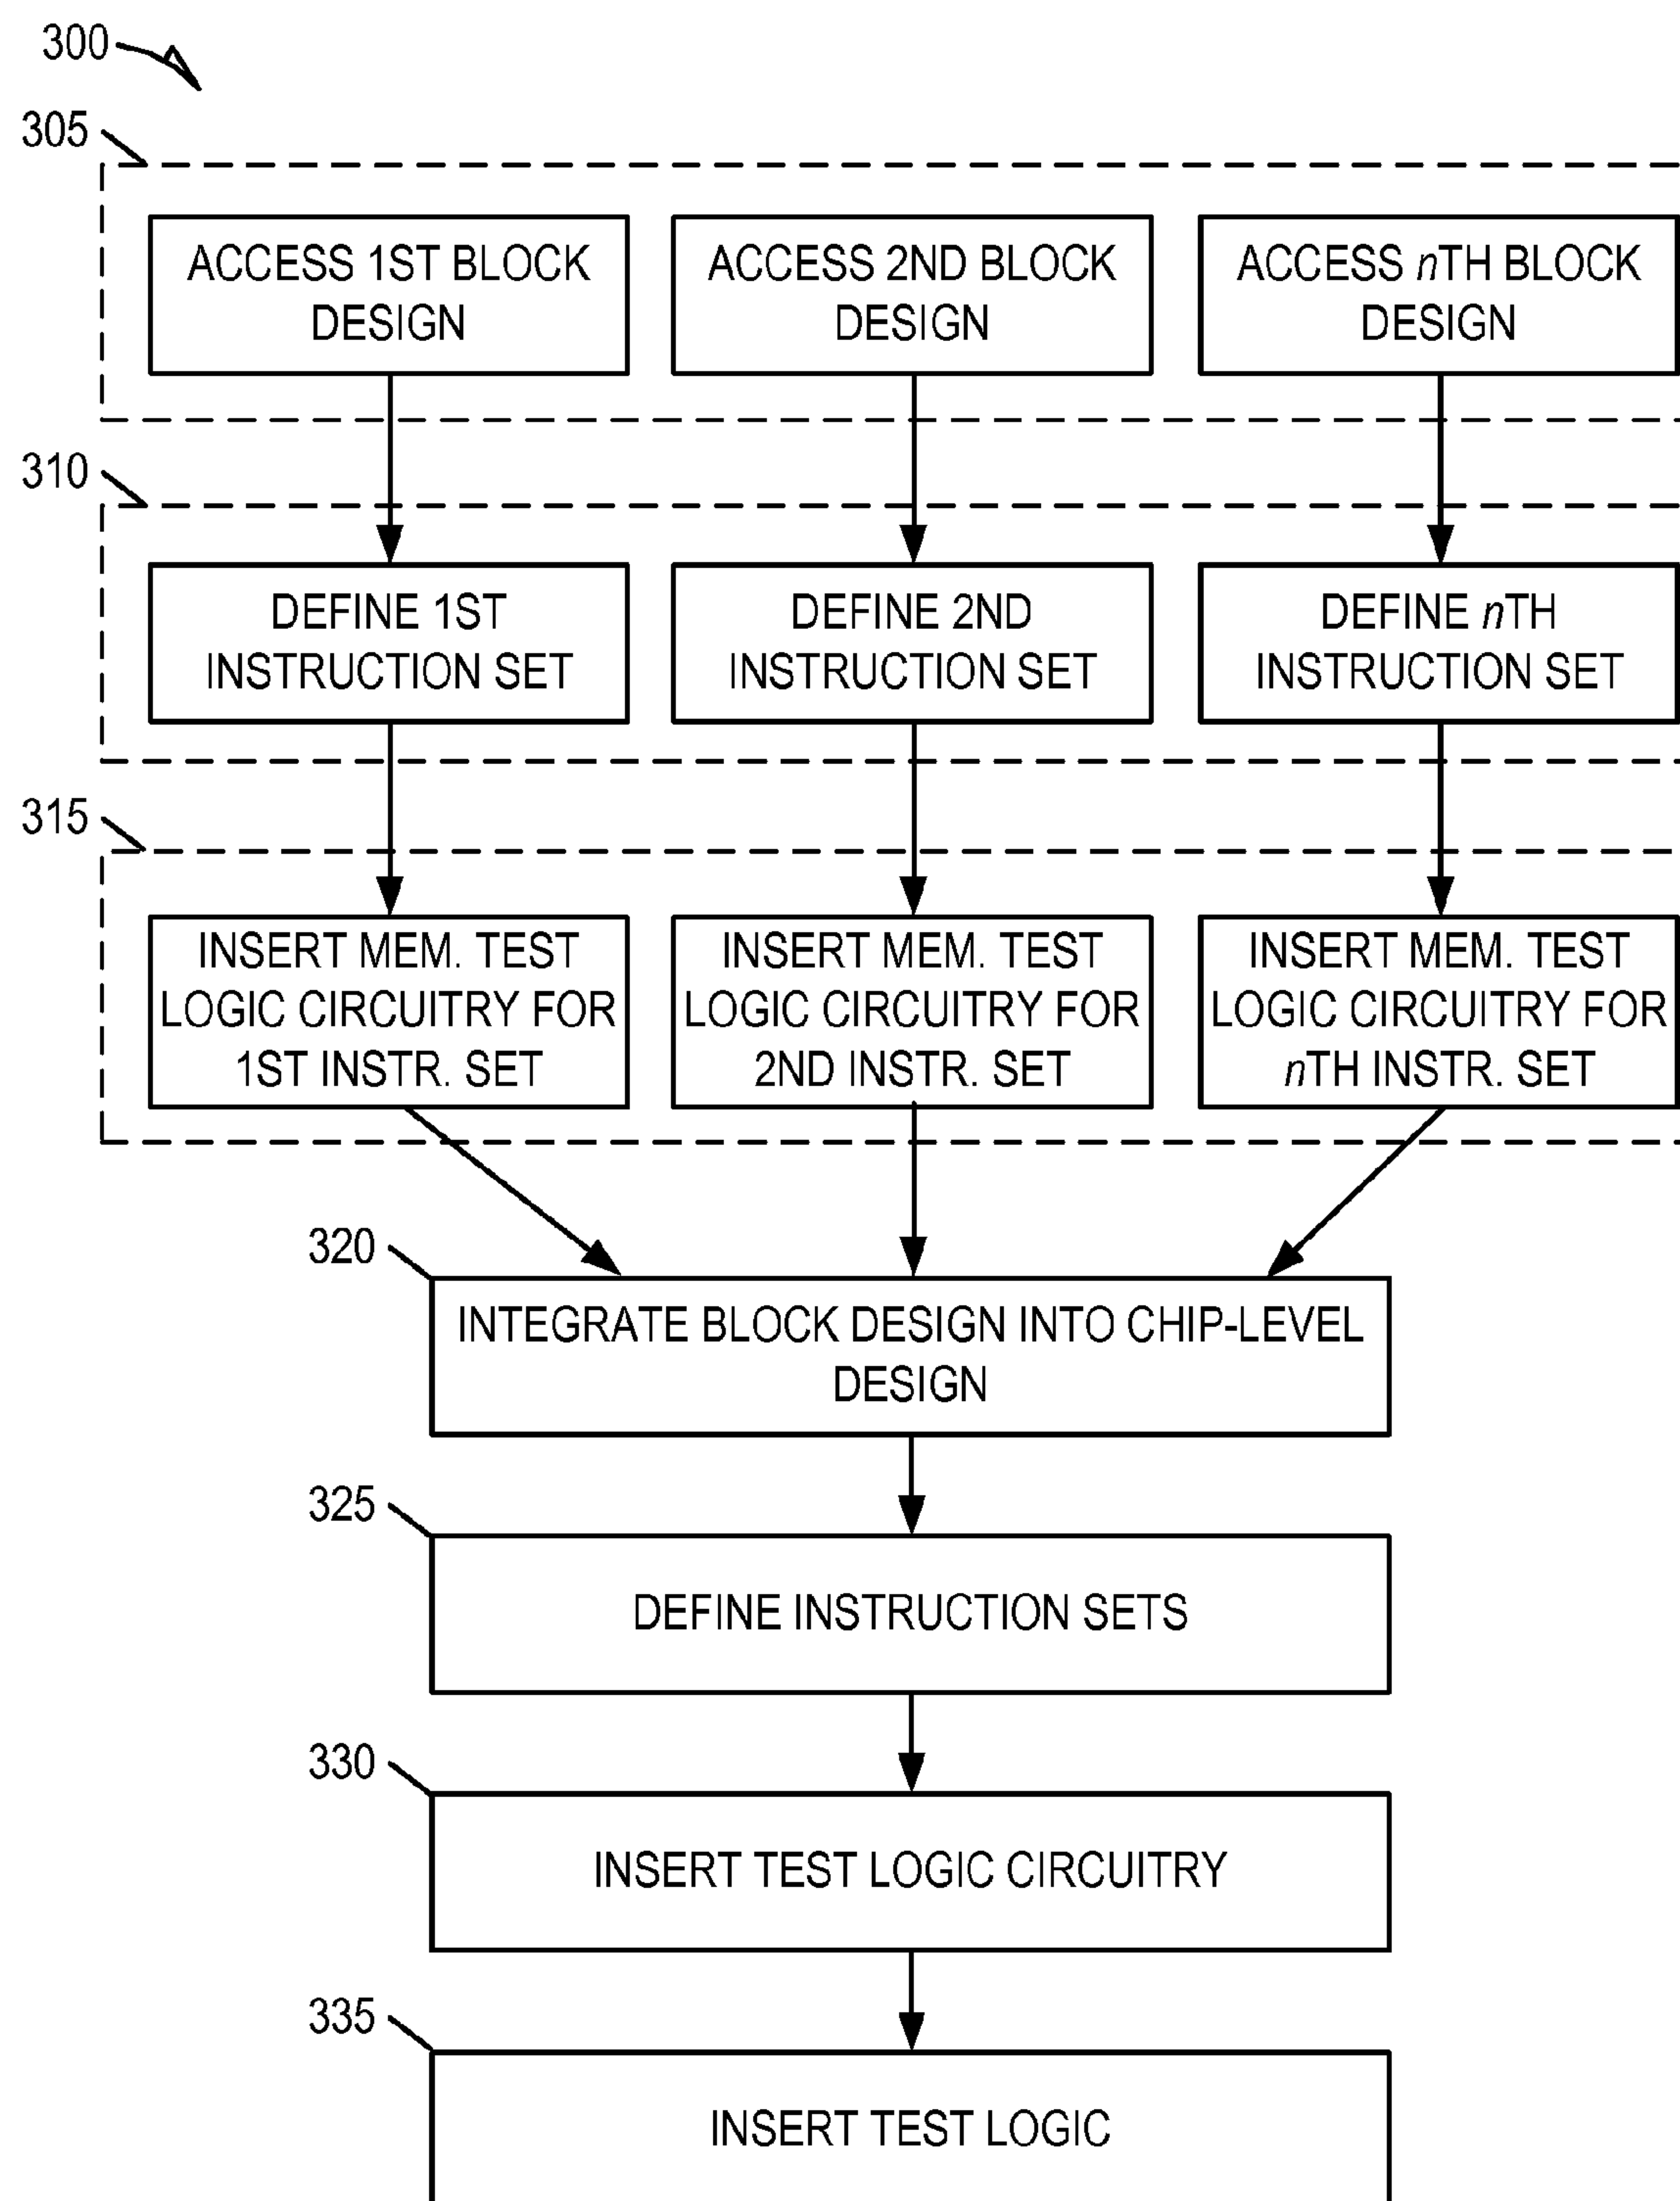 300
305
ACCESS 1ST BLOCK
DESIGN
ACCESS 2ND BLOCK
DESIGN
ACCESS nTH BLOCK
DESIGN
310
DEFINE 1ST
INSTRUCTION SET
DEFINE 2ND
INSTRUCTION SET
DEFINE nTH
INSTRUCTION SET
315
INSERT MEM. TEST
LOGIC CIRCUITRY FOR
1ST INSTR. SET
INSERT MEM. TEST
LOGIC CIRCUITRY FOR
2ND INSTR. SET
INSERT MEM. TEST
LOGIC CIRCUITRY FOR
nTH INSTR. SET
320
INTEGRATE BLOCK DESIGN INTO CHIP-LEVEL
DESIGN
325
DEFINE INSTRUCTION SETS
330
INSERT TEST LOGIC CIRCUITRY
335
INSERT TEST LOGIC